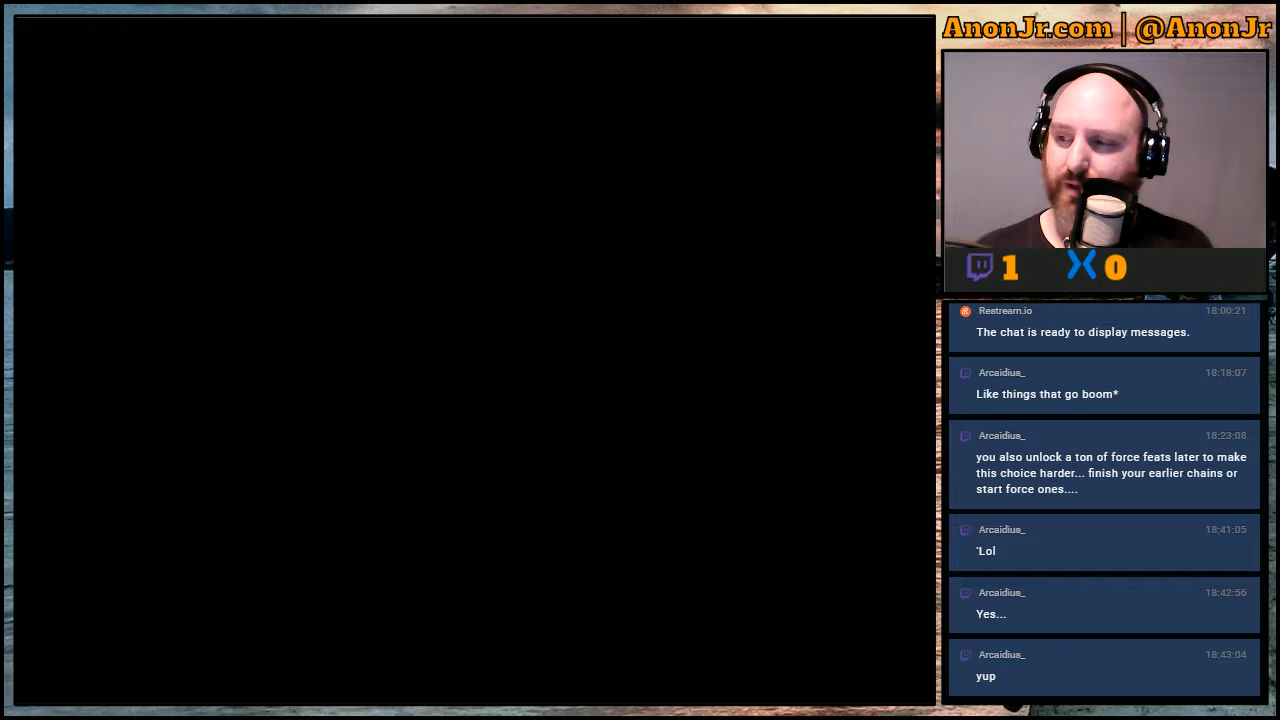 AnonJr.com | @AnonJr
1 0
Restream.io 18:00:21
The chat is ready to display messages.
Arcaidius_ 18:18:07
Like things that go boom*
Arcaidius_ 18:23:08
you also unlock a ton of force feats later to make
this choice harder... finish your earlier chains or
start force ones....
Arcaidius_ 18:41:05
'Lol
Arcaidius_ 18:42:56
Yes...
Arcaidius_ 18:43:04
yup